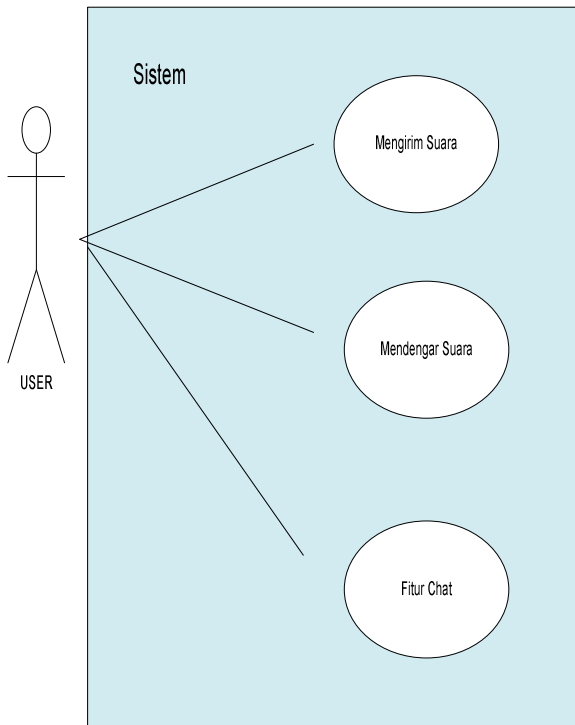 Sistem
Mengirim Suara
Mendengar Suara
USER
Fitur Chat